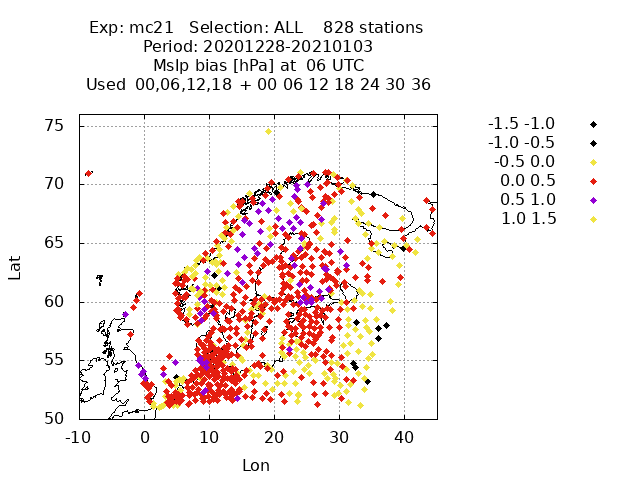 Exp: mc21 Selection: ALL 828 stations
Period: 20201228-20210103
Mslp bias [hPa] at 06 UTC
Used 00,06,12,18 + 00 06 12 18 24 30 36
75
70
65
60
55
50
Lat
-10 0 10 20 30 40
Lon
-1.5 -1.0
-1.0 -0.5
-0.5 0.0
0.0 0.5
0.5 1.0
1.0 1.5